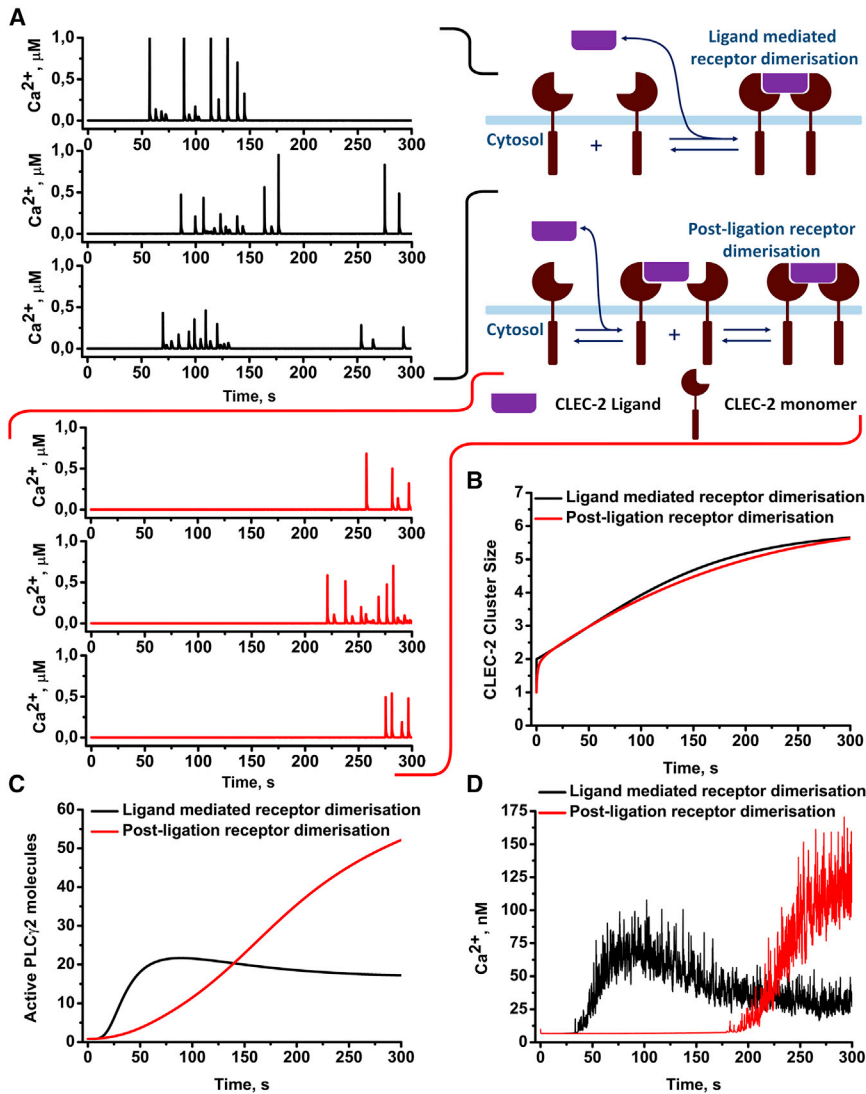 A
Ca2+, μM
1,0
0,5
0,0
0 50 100 150 200 250 300
Ca2+, μM
1,0
0,5
0,0
0 50 100 150 200 250 300
Ca2+, μM
1,0
0,5
0,0
0 50 100 150 200 250 300
Time, s
Ligand mediated
receptor dimerisation
Cytosol
+
Post-ligation receptor
dimerisation
Cytosol
+
CLEC-2 Ligand
CLEC-2 monomer
Ca2+, μM
1,0
0,5
0,0
0 50 100 150 200 250 300
Ca2+, μM
1,0
0,5
0,0
0 50 100 150 200 250 300
Ca2+, μM
1,0
0,5
0,0
0 50 100 150 200 250 300
Time, s
B
Ligand mediated receptor dimerisation
Post-ligation receptor dimerisation
CLEC-2 Cluster Size
7
6
5
4
3
2
1
0
0 50 100 150 200 250 300
Time, s
C
Ligand mediated receptor dimerisation
Post-ligation receptor dimerisation
Active PLCγ2 molecules
60
50
40
30
20
10
0
0 50 100 150 200 250 300
Time, s
D
Ligand mediated receptor dimerisation
Post-ligation receptor dimerisation
Ca2+, nM
175
150
125
100
75
50
25
0
0 50 100 150 200 250 300
Time, s